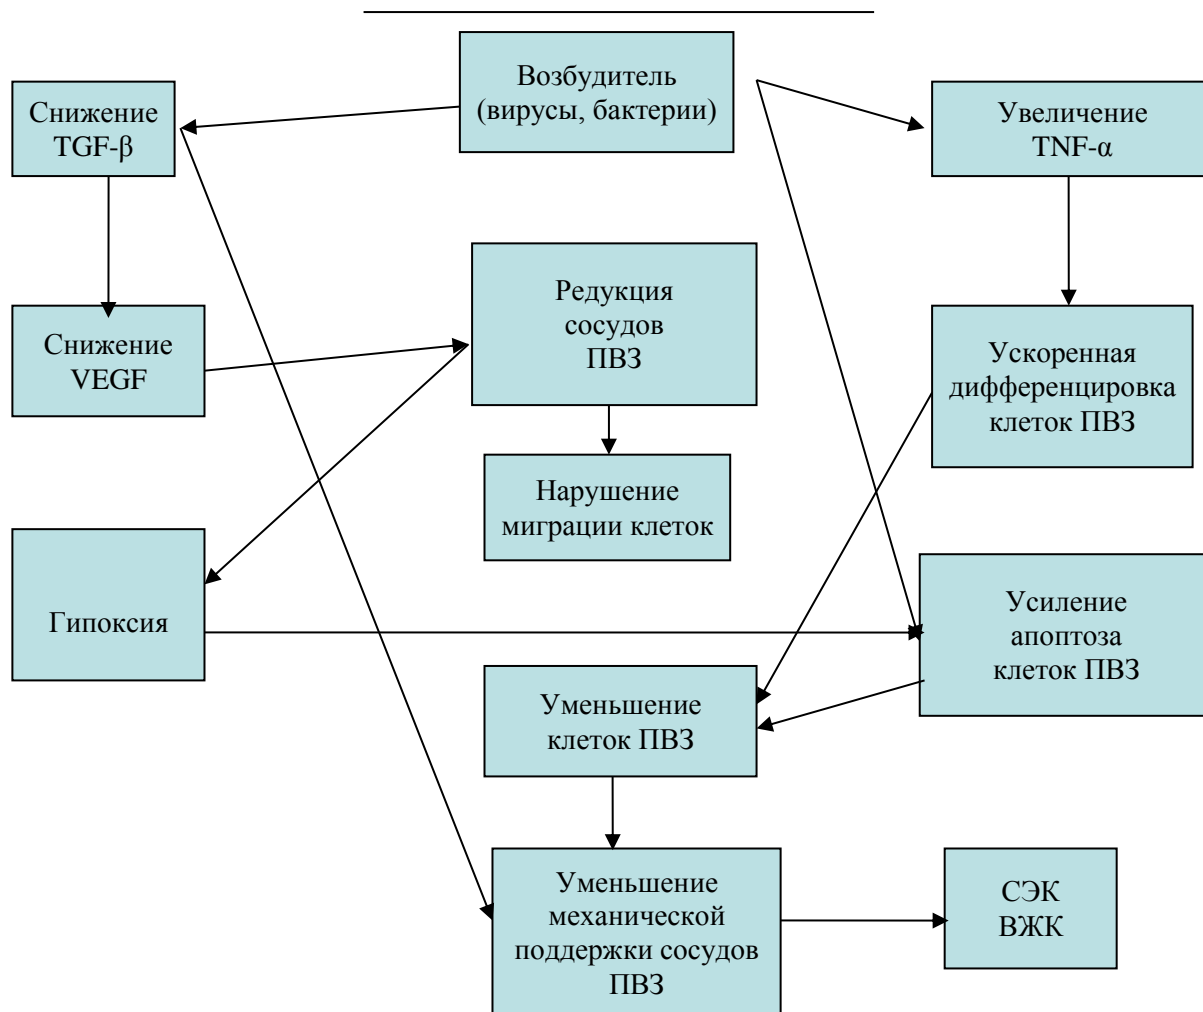 Возбудитель
(вирусы, бактерии)
Снижение
TGF-β
Увеличение
TNF-α
Редукция
сосудов
ПВЗ
Снижение
VEGF
Ускоренная
дифференцировка
клеток ПВЗ
Нарушение
миграции клеток
Гипоксия
Усиление
апоптоза
клеток ПВЗ
Уменьшение
клеток ПВЗ
Уменьшение
механической
поддержки сосудов
ПВЗ
СЭК
ВЖК